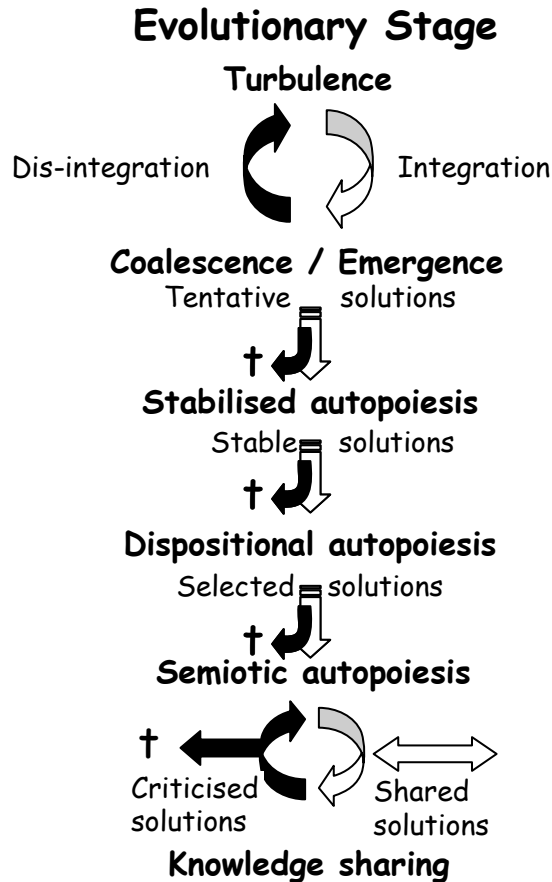 Evolutionary Stage
Turbulence
Dis-integration Integration
Coalescence / Emergence
Tentative solutions
†
Stabilised autopoiesis
Stable solutions
†
Dispositional autopoiesis
Selected solutions
†
Semiotic autopoiesis
†
Criticised Shared
solutions solutions
Knowledge sharing